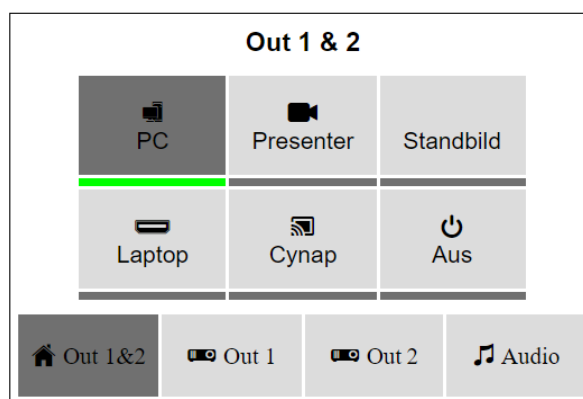 Out 1 & 2
PC
Presenter
Standbild
Laptop
Cynap
Aus
Out 1&2
Out 1
Out 2
Audio